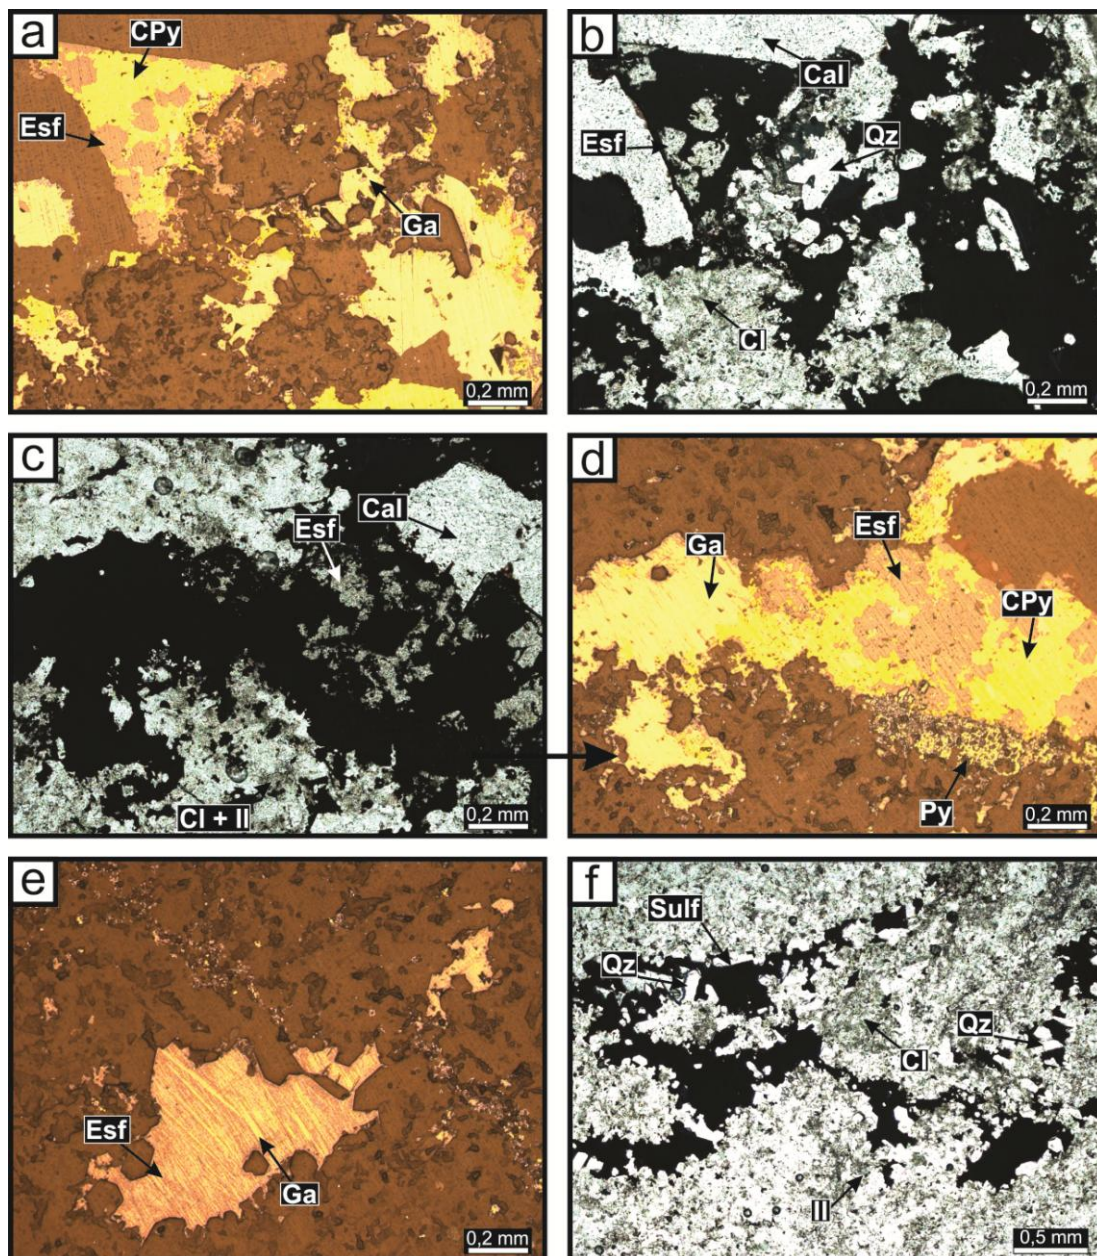 a
CPy
Esf
Ga
0,2 mm
b
Cal
Esf
Qz
Cl
0,2 mm
c
Esf
Cal
Cl + Il
0,2 mm
d
Ga
Esf
CPy
Py
0,2 mm
e
Esf
Ga
0,2 mm
f
Sulf
Qz
Qz
Cl
Il
0,5 mm